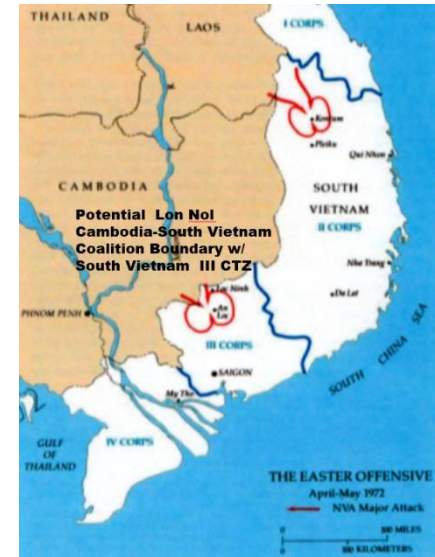 THAILAND
LAOS
I CORPS
Kontum
Pleiku
Qui Nhon
CAMBODIA
SOUTH
VIETNAM
II CORPS
Potential Lon Nol
Cambodia-South Vietnam
Coalition Boundary w/
South Vietnam III CTZ
Nha Trang
Loc Ninh
Da Lat
An
Loc
PHNOM PENH
III CORPS
SAIGON
My Tho
SOUTH CHINA SEA
IV CORPS
GULF
OF
THAILAND
THE EASTER OFFENSIVE
April-May 1972
NVA Major Attack
0
100 MILES
0
100 KILOMETERS